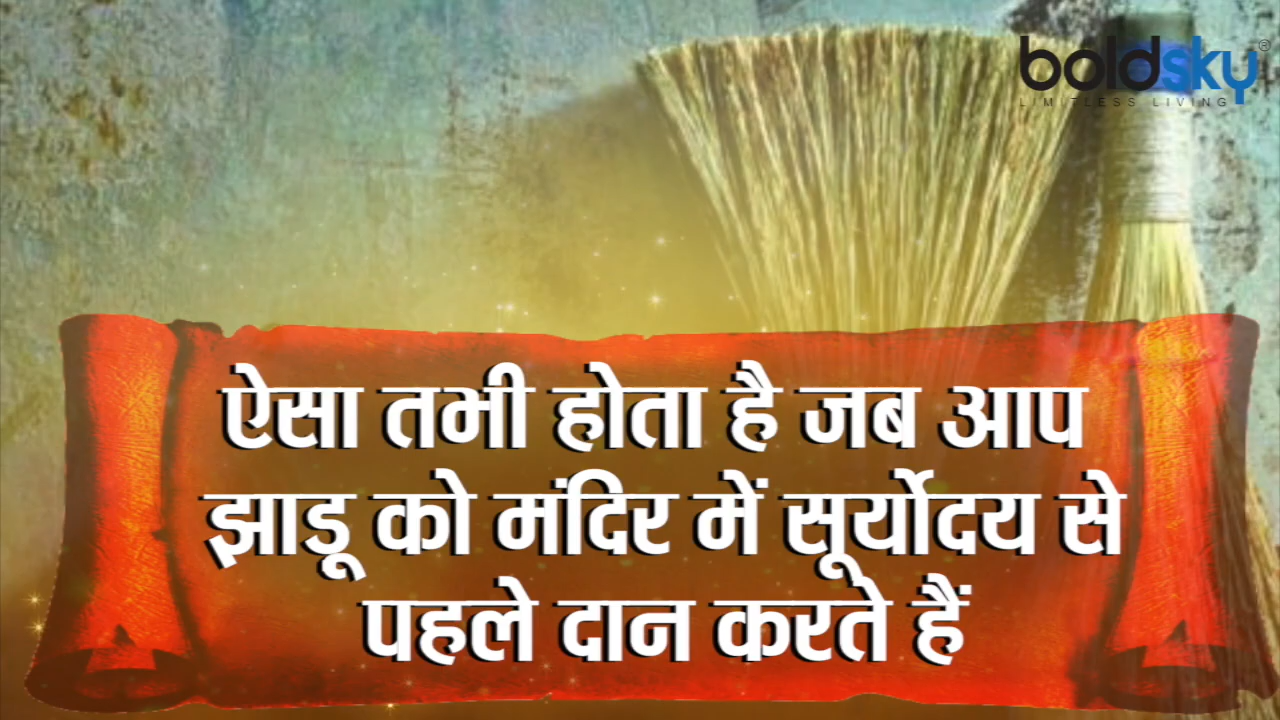 boldsky®
LIMITLESS LIVING
ऐसा तभी होता है जब आप
झाडू को मंदिर में सूर्योदय से
पहले दान करते हैं